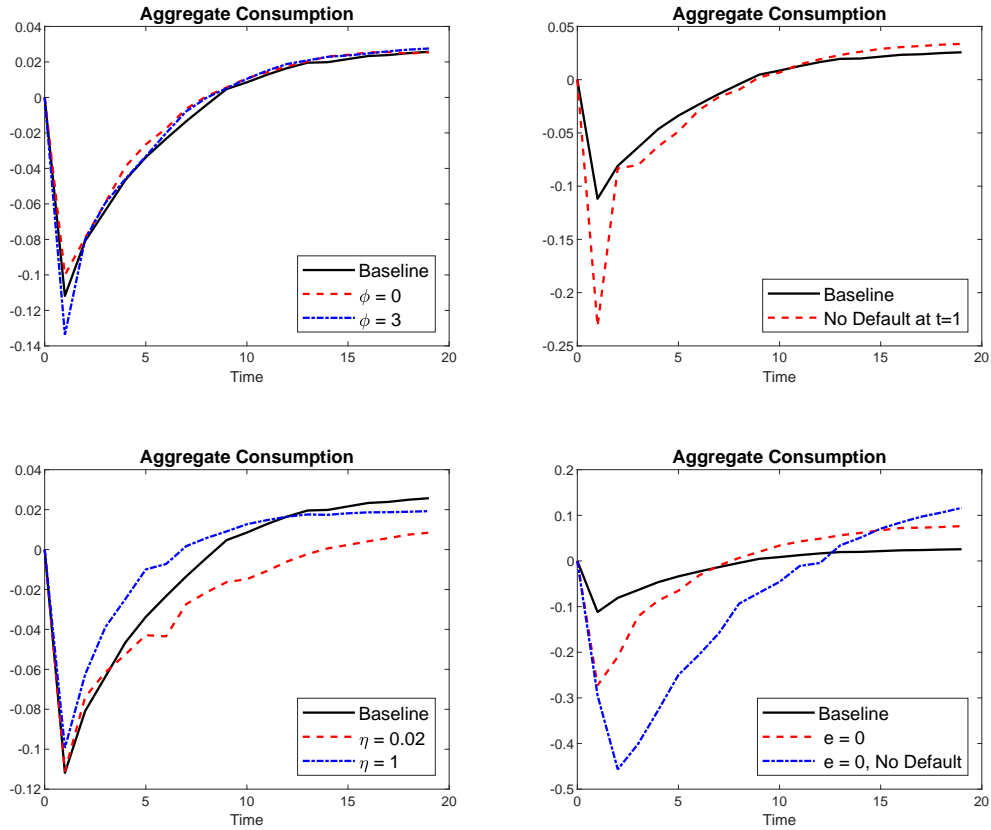 Aggregate Consumption
0.04
0.02
0
-0.02
-0.04
-0.06
-0.08
-0.1
-0.12
-0.14
0 5 10 15 20
Time
Baseline
ϕ = 0
ϕ = 3
Aggregate Consumption
0.05
0
-0.05
-0.1
-0.15
-0.2
-0.25
0 5 10 15 20
Time
Baseline
No Default at t=1
Aggregate Consumption
0.04
0.02
0
-0.02
-0.04
-0.06
-0.08
-0.1
-0.12
0 5 10 15 20
Time
Baseline
η = 0.02
η = 1
Aggregate Consumption
0.2
0.1
0
-0.1
-0.2
-0.3
-0.4
-0.5
0 5 10 15 20
Time
Baseline
e = 0
e = 0, No Default